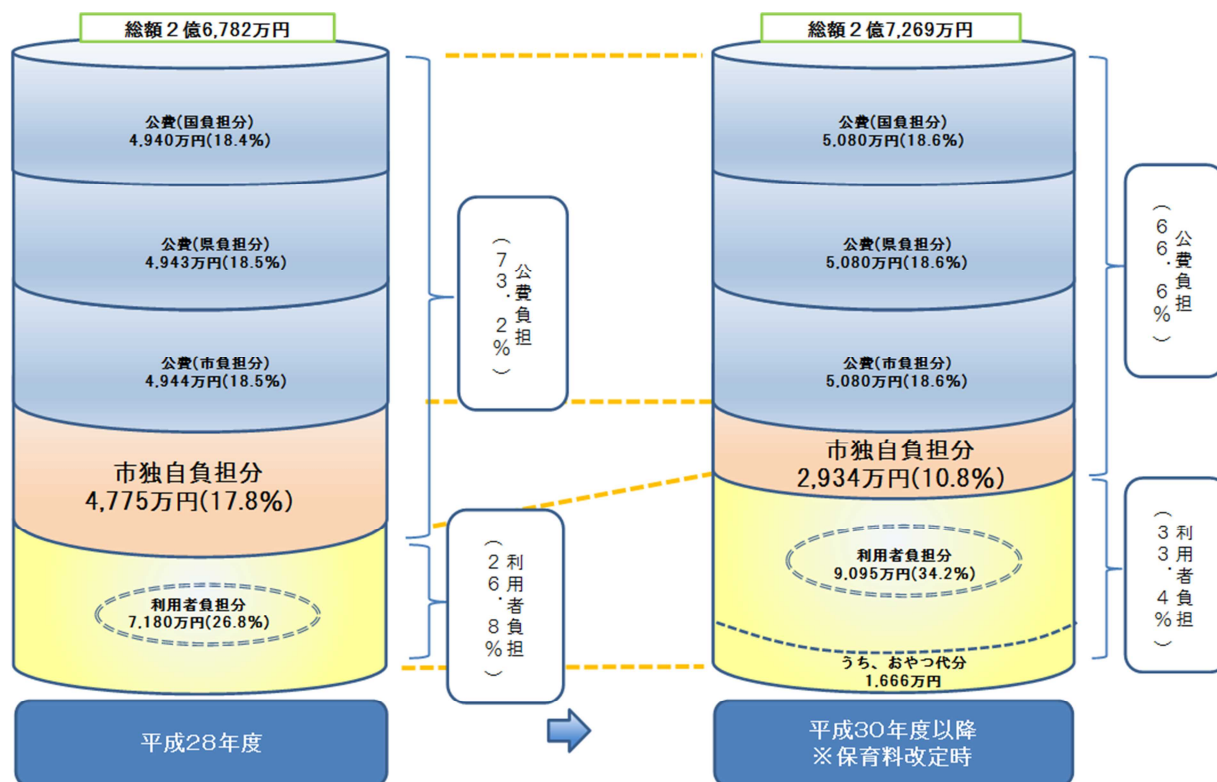 総額2億6,782万円
公費(国負担分)
4,940万円(18.4%)
公費(県負担分)
4,943万円(18.5%)
公費(市負担分)
4,944万円(18.5%)
市独自負担分
4,775万円(17.8%)
利用者負担分
7,180万円(26.8%)
平成28年度
公費負担
(73.2%)
利用者負担
(26.8%)
総額2億7,269万円
公費(国負担分)
5,080万円(18.6%)
公費(県負担分)
5,080万円(18.6%)
公費(市負担分)
5,080万円(18.6%)
市独自負担分
2,934万円(10.8%)
利用者負担分
9,095万円(34.2%)
うち、おやつ代分
1,666万円
平成30年度以降
※保育料改定時
公費負担
(66.6%)
利用者負担
(33.4%)